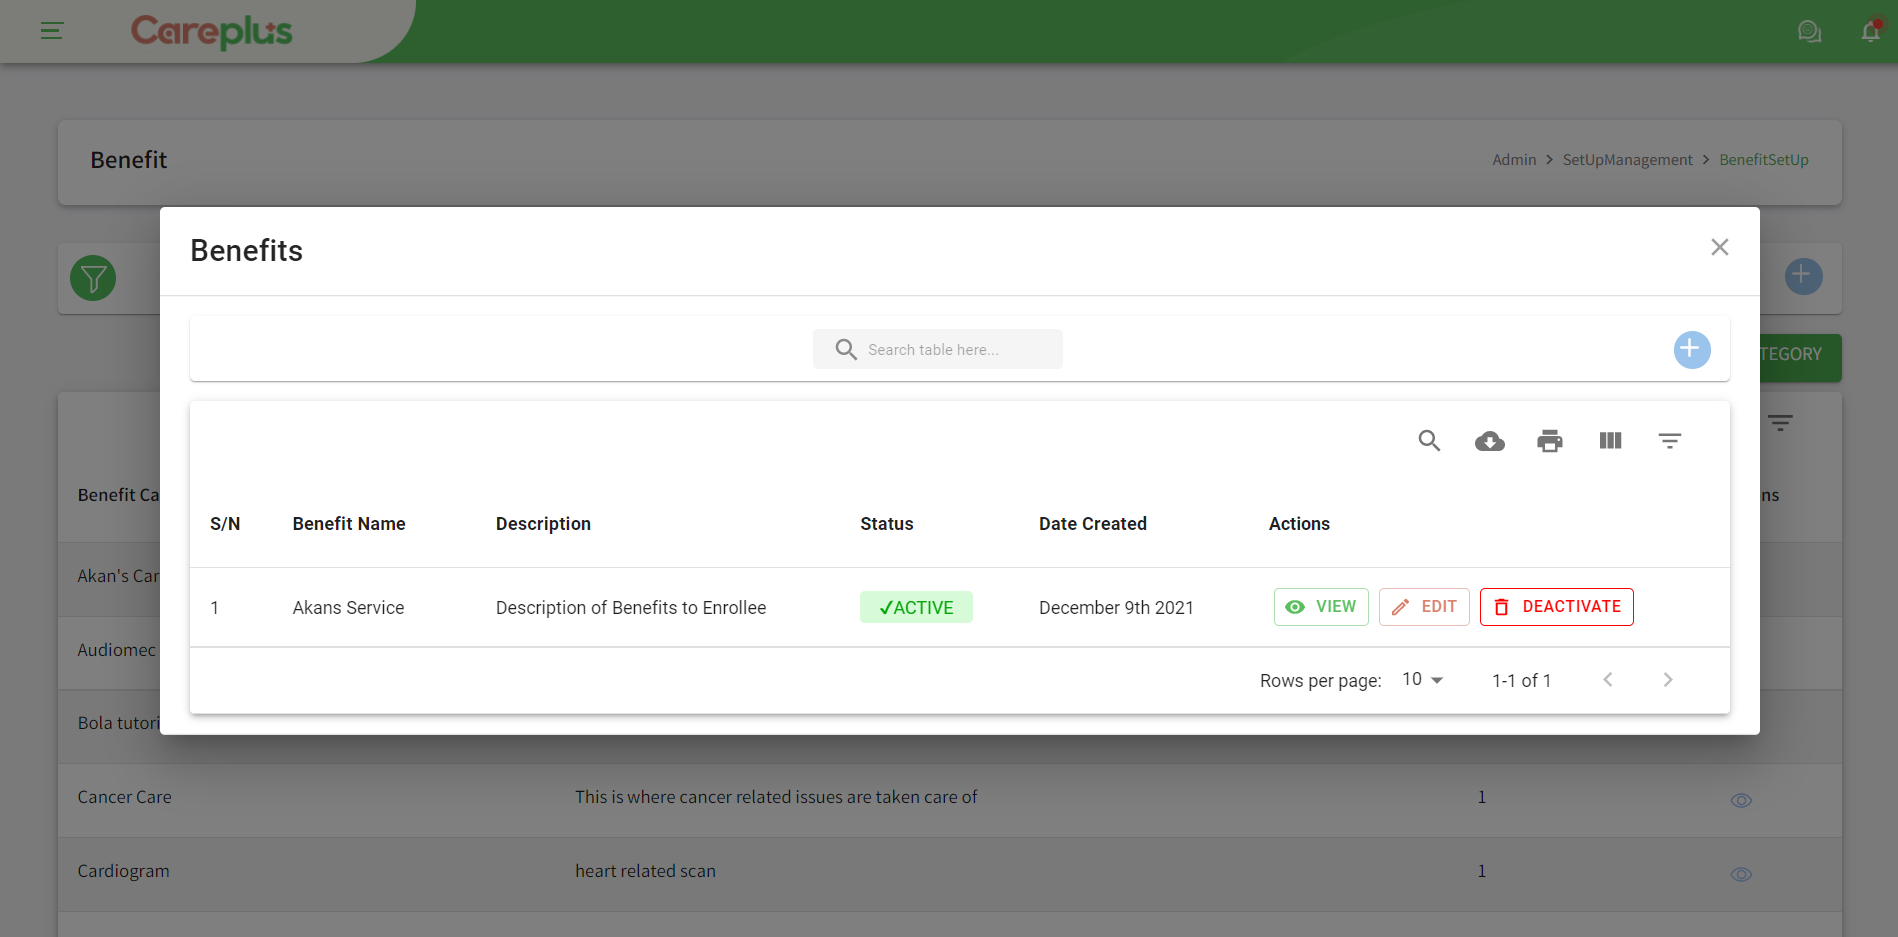 Careplus
Benefit
Admin > SetUpManagement > BenefitSetUp
Benefits
Search table here...
TEGORY
Benefit Ca
ns
S/N Benefit Name Description Status Date Created Actions
Akan's Car
1 Akans Service Description of Benefits to Enrollee ✓ACTIVE December 9th 2021 VIEW EDIT DEACTIVATE
Audiomec
Rows per page: 10 1-1 of 1
Bola tutori
Cancer Care This is where cancer related issues are taken care of 1
Cardiogram heart related scan 1